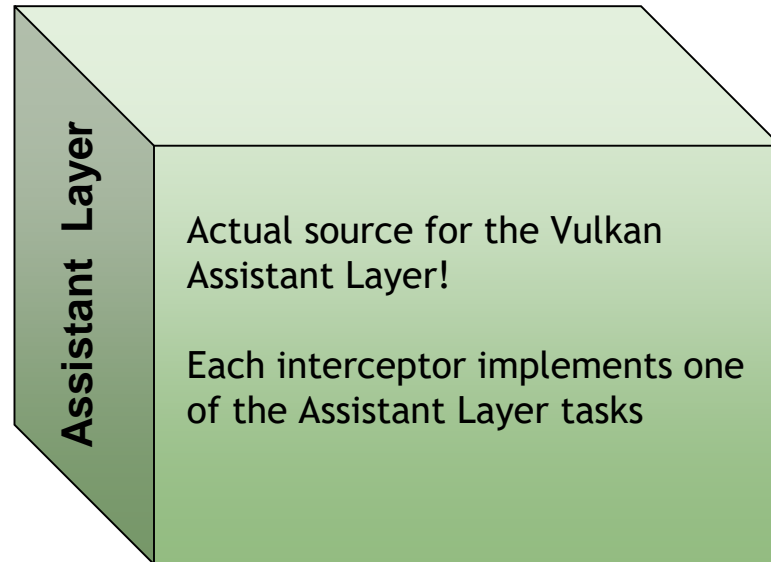 Assistant Layer
Actual source for the Vulkan
Assistant Layer!
Each interceptor implements one
of the Assistant Layer tasks